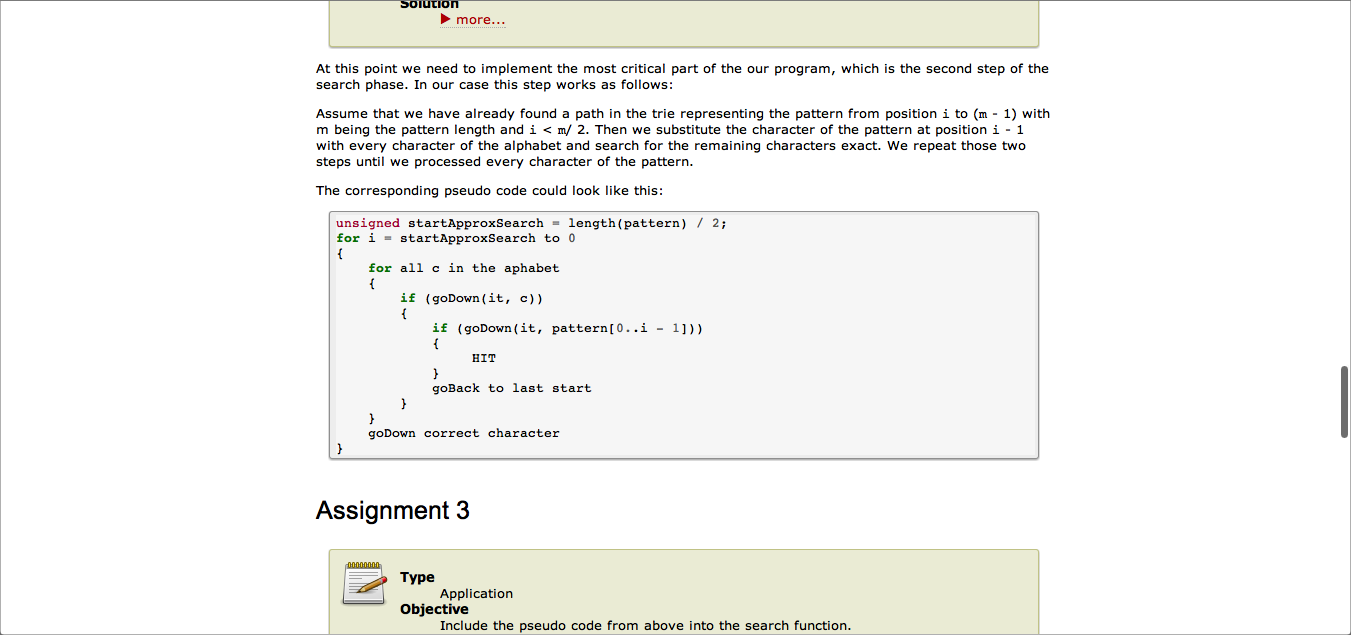 Solution
more...
At this point we need to implement the most critical part of the our program, which is the second step of the
search phase. In our case this step works as follows:
Assume that we have already found a path in the trie representing the pattern from position i to (m - 1) with
m being the pattern length and i < m/ 2. Then we substitute the character of the pattern at position i - 1
with every character of the alphabet and search for the remaining characters exact. We repeat those two
steps until we processed every character of the pattern.
The corresponding pseudo code could look like this:
unsigned startApproxSearch = length(pattern) / 2;
for i = startApproxSearch to 0
{
    for all c in the aphabet
    {
        if (goDown(it, c))
        {
            if (goDown(it, pattern[0..i - 1]))
            {
                 HIT
            }
            goBack to last start
        }
    }
    goDown correct character
}
Assignment 3
Type
Application
Objective
Include the pseudo code from above into the search function.